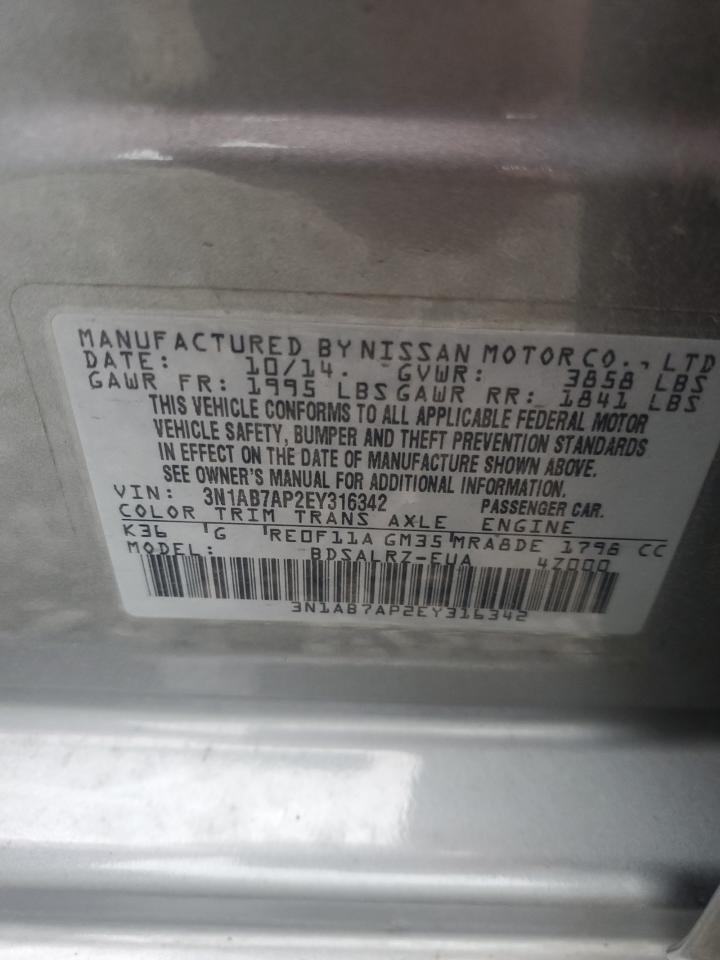 MANUFACTURED BY NISSAN MOTOR CO., LTD
DATE: 10/14. GVWR: 3858 LBS
GAWR FR: 1995 LBS GAWR RR: 1841 LBS
THIS VEHICLE CONFORMS TO ALL APPLICABLE FEDERAL MOTOR
VEHICLE SAFETY, BUMPER AND THEFT PREVENTION STANDARDS
IN EFFECT ON THE DATE OF MANUFACTURE SHOWN ABOVE.
SEE OWNER'S MANUAL FOR ADDITIONAL INFORMATION.
VIN: 3N1AB7AP2EY316342 PASSENGER CAR.
COLOR TRIM TRANS AXLE ENGINE
K36 G RE0F11A GM35 MRA8DE 1798 CC
MODEL: BDSALRZ-EUA 4Z000
3N1AB7AP2EY316342